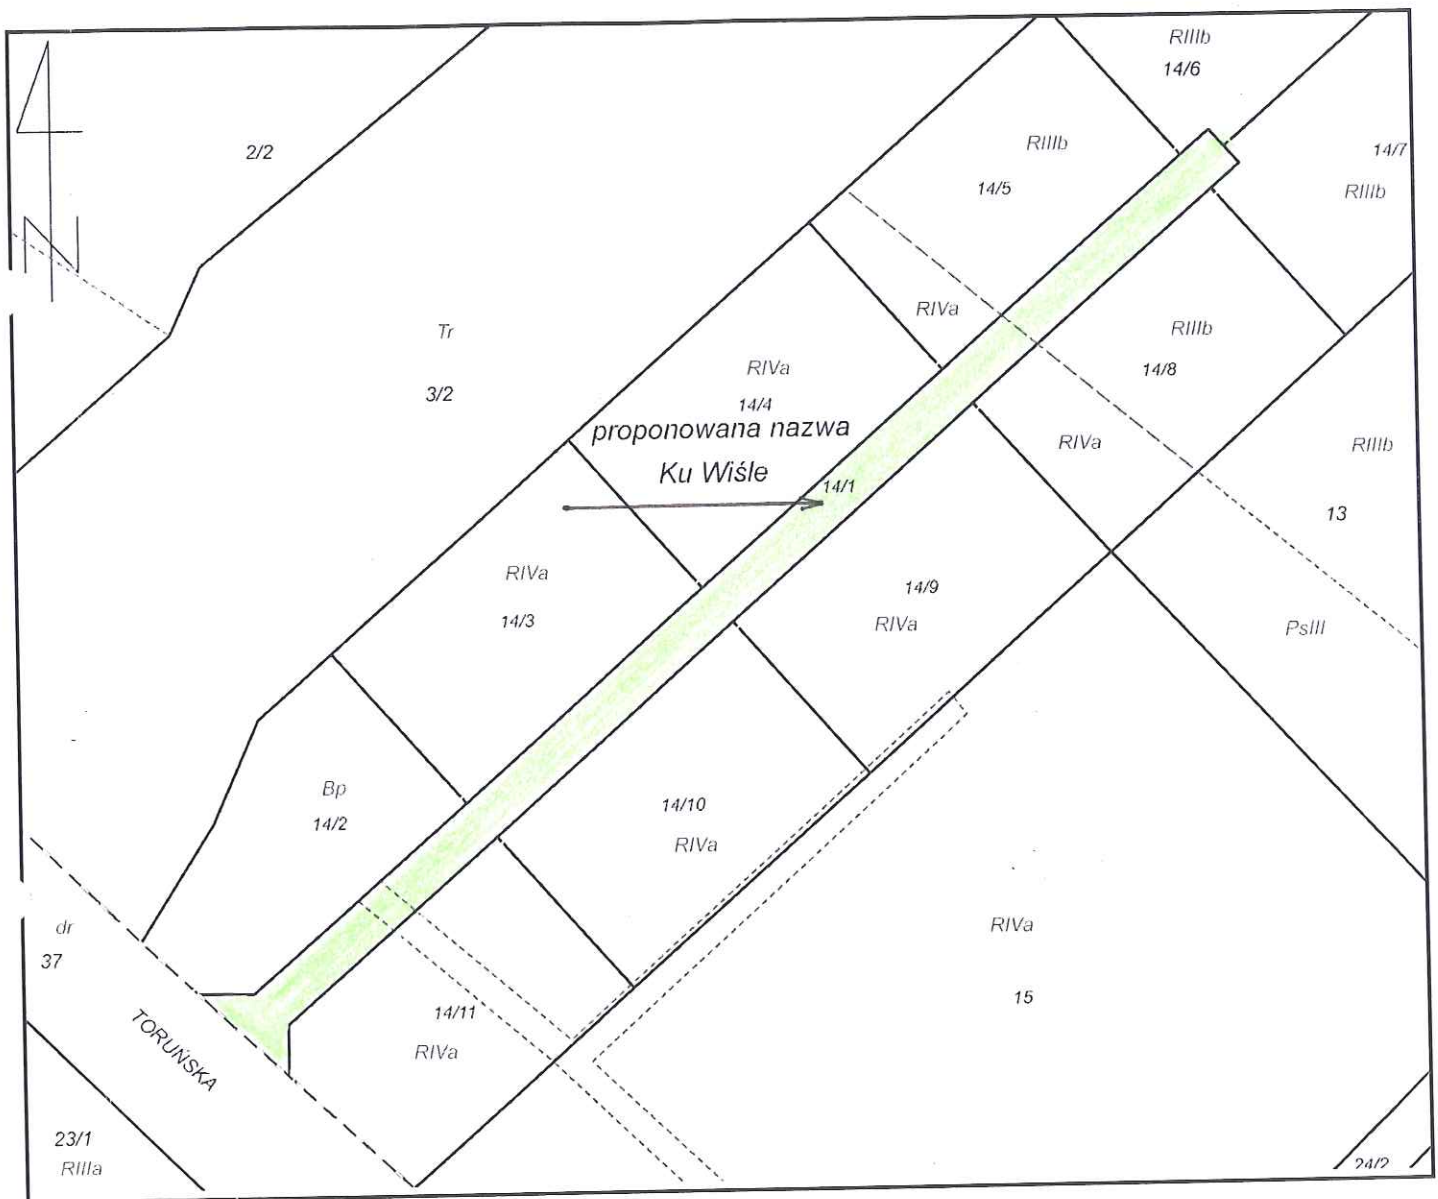 RIIIb
14/6
2/2
RIIIb
14/5
14/7
RIIIb
N
Tr
3/2
RIVa
RIIIb
14/8
RIVa
14/4
proponowana nazwa
Ku Wiśle
14/1
RIVa
RIIIb
13
RIVa
14/3
14/9
RIVa
PsIII
Bp
14/2
14/10
RIVa
dr
37
RIVa
15
14/11
RIVa
TORUŃSKA
23/1
RIIIa
24/2